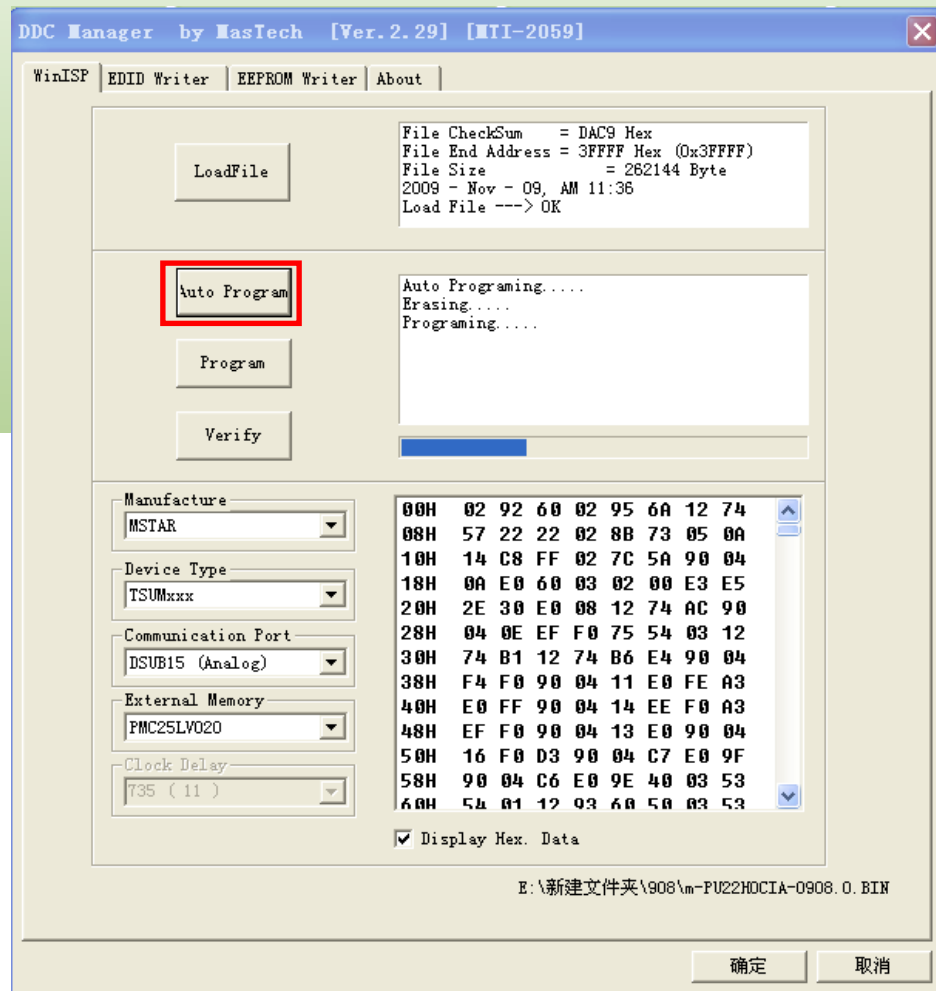 DDC Manager by MasTech [Ver.2.29] [MTI-2059]
WinISP EDID Writer EEPROM Writer About
LoadFile
File CheckSum = DAC9 Hex
File End Address = 3FFFF Hex (0x3FFFF)
File Size = 262144 Byte
2009 - Nov - 09, AM 11:36
Load File ---> OK
Auto Program
Auto Programing.....
Erasing.....
Programing.....
Program
Verify
Manufacture
MSTAR
Device Type
TSUMxxx
Communication Port
DSUB15 (Analog)
External Memory
PMC25LV020
Clock Delay
735 ( 11 )
00H 02 92 60 02 95 6A 12 74
08H 57 22 22 02 8B 73 05 0A
10H 14 C8 FF 02 7C 5A 90 04
18H 0A E0 60 03 02 00 E3 E5
20H 2E 30 E0 08 12 74 AC 90
28H 04 0E EF F0 75 54 03 12
30H 74 B1 12 74 B6 E4 90 04
38H F4 F0 90 04 11 E0 FE A3
40H E0 FF 90 04 14 EE F0 A3
48H EF F0 90 04 13 E0 90 04
50H 16 F0 D3 90 04 C7 E0 9F
58H 90 04 C6 E0 9E 40 03 53
60H 54 01 12 93 60 50 03 53
Display Hex. Data
E:\新建文件夹\908\m-PU22HOCIA-0908.0.BIN
确定 取消